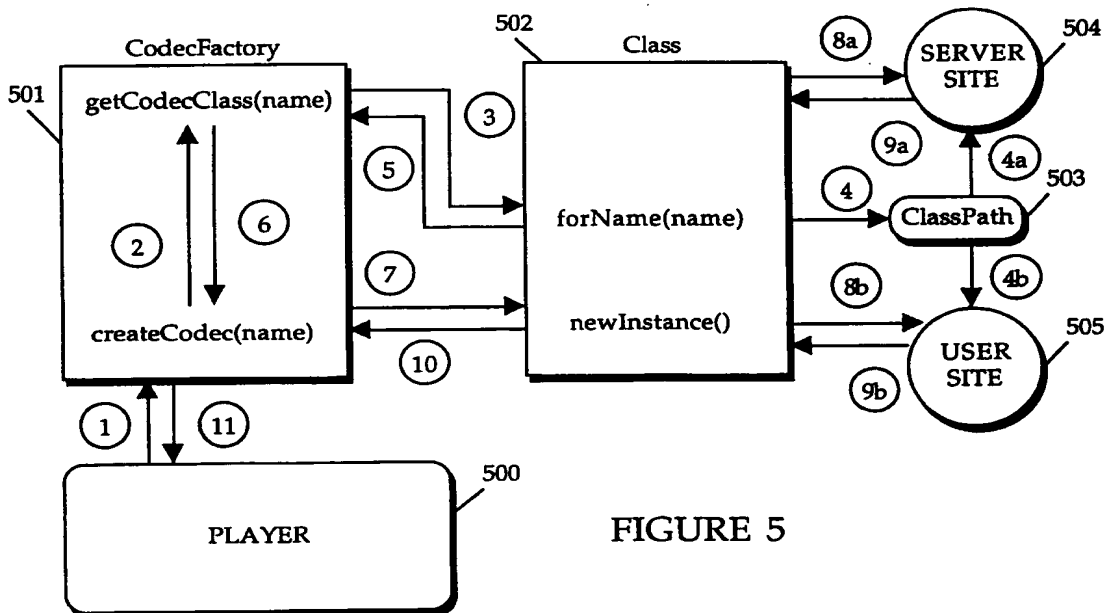 502
504
CodecFactory
Class
8a
SERVER
SITE
501
getCodecClass(name)
3
9a
4a
5
4
503
ClassPath
2
6
forName(name)
7
8b
4b
createCodec(name)
newInstance()
10
USER
SITE
505
9b
1
11
500
PLAYER
FIGURE 5